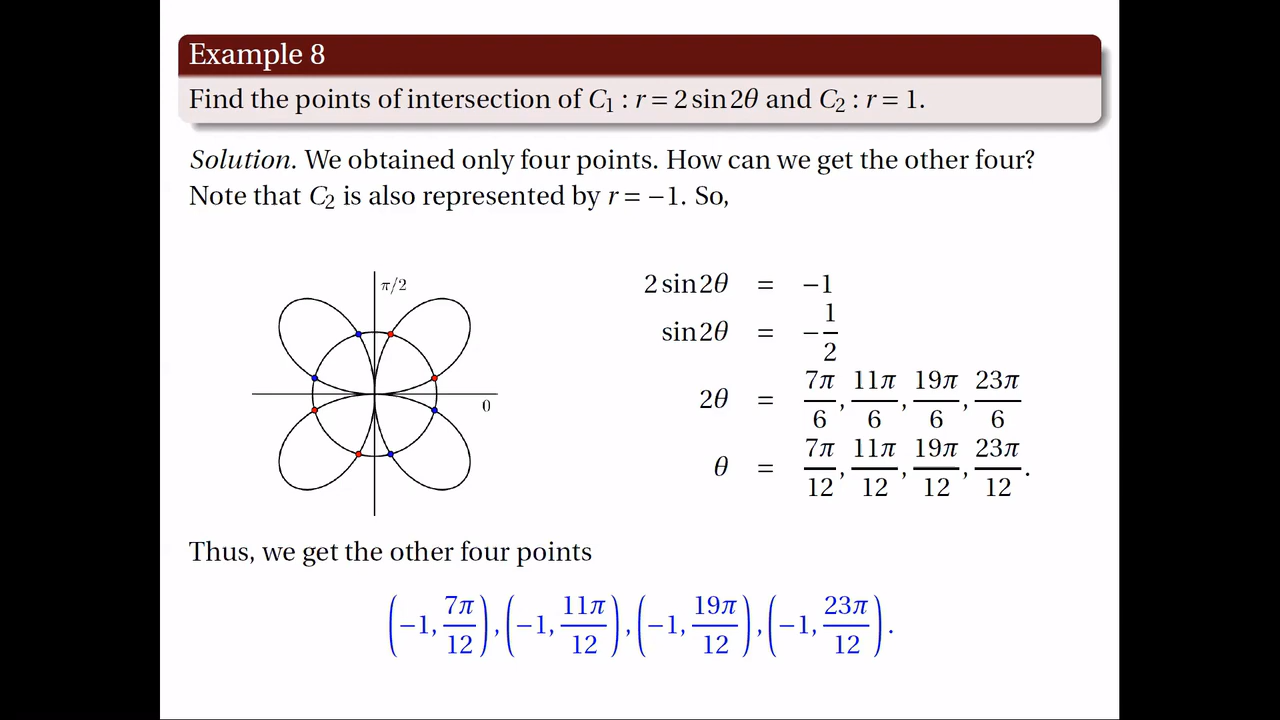 Example 8
Find the points of intersection of C₁ : r = 2 sin 2θ and C₂ : r = 1.
Solution. We obtained only four points. How can we get the other four?
Note that C₂ is also represented by r = −1. So,
π/2
0
2 sin 2θ = −1
sin 2θ = −1/2
2θ = 7π/6, 11π/6, 19π/6, 23π/6
θ = 7π/12, 11π/12, 19π/12, 23π/12.
Thus, we get the other four points
(−1, 7π/12), (−1, 11π/12), (−1, 19π/12), (−1, 23π/12).